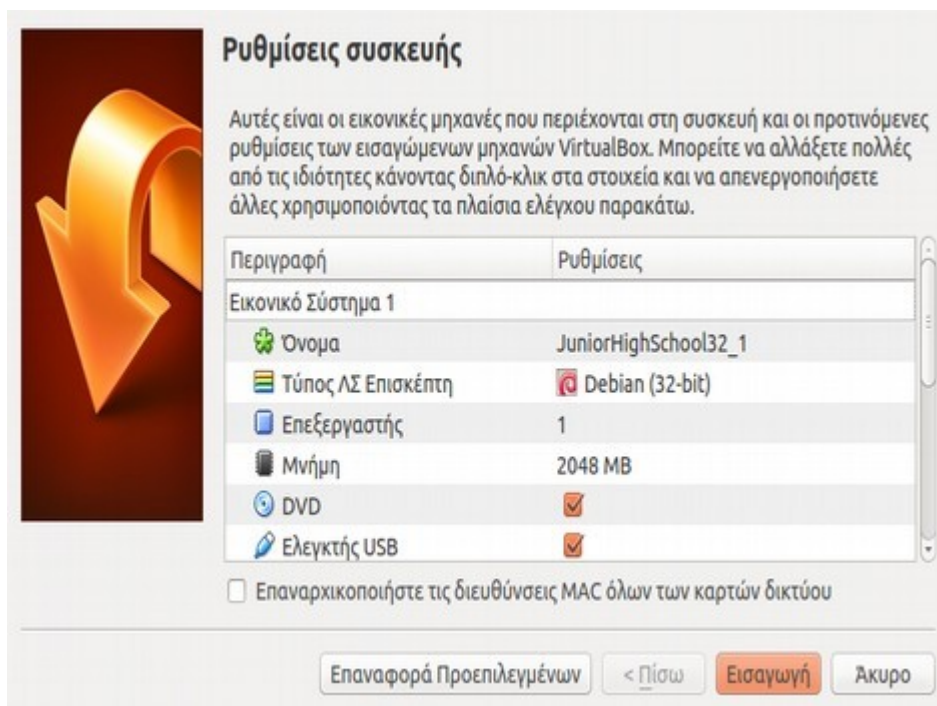 Ρυθμίσεις συσκευής
Αυτές είναι οι εικονικές μηχανές που περιέχονται στη συσκευή και οι προτινόμενες
ρυθμίσεις των εισαγώμενων μηχανών VirtualBox. Μπορείτε να αλλάξετε πολλές
από τις ιδιότητες κάνοντας διπλό-κλικ στα στοιχεία και να απενεργοποιήσετε
άλλες χρησιμοποιόντας τα πλαίσια ελέγχου παρακάτω.
Περιγραφή Ρυθμίσεις
Εικονικό Σύστημα 1
Όνομα JuniorHighSchool32_1
Τύπος ΛΣ Επισκέπτη Debian (32-bit)
Επεξεργαστής 1
Μνήμη 2048 MB
DVD
Ελεγκτής USB
Επαναρχικοποιήστε τις διευθύνσεις MAC όλων των καρτών δικτύου
Επαναφορά Προεπιλεγμένων < Πίσω Εισαγωγή Άκυρο